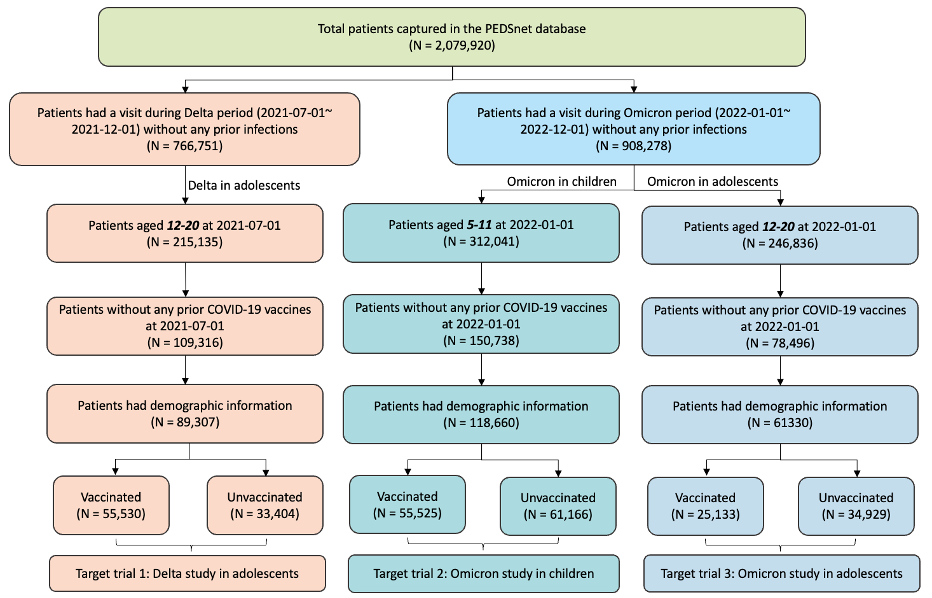 Total patients captured in the PEDSnet database
(N = 2,079,920)
Patients had a visit during Delta period (2021-07-01~
2021-12-01) without any prior infections
(N = 766,751)
Patients had a visit during Omicron period (2022-01-01~
2022-12-01) without any prior infections
(N = 908,278)
Delta in adolescents
Omicron in children
Omicron in adolescents
Patients aged 12-20 at 2021-07-01
(N = 215,135)
Patients aged 5-11 at 2022-01-01
(N = 312,041)
Patients aged 12-20 at 2022-01-01
(N = 246,836)
Patients without any prior COVID-19 vaccines
at 2021-07-01
(N = 109,316)
Patients without any prior COVID-19 vaccines
at 2022-01-01
(N = 150,738)
Patients without any prior COVID-19 vaccines
at 2022-01-01
(N = 78,496)
Patients had demographic information
(N = 89,307)
Patients had demographic information
(N = 118,660)
Patients had demographic information
(N = 61330)
Vaccinated
(N = 55,530)
Unvaccinated
(N = 33,404)
Vaccinated
(N = 55,525)
Unvaccinated
(N = 61,166)
Vaccinated
(N = 25,133)
Unvaccinated
(N = 34,929)
Target trial 1: Delta study in adolescents
Target trial 2: Omicron study in children
Target trial 3: Omicron study in adolescents